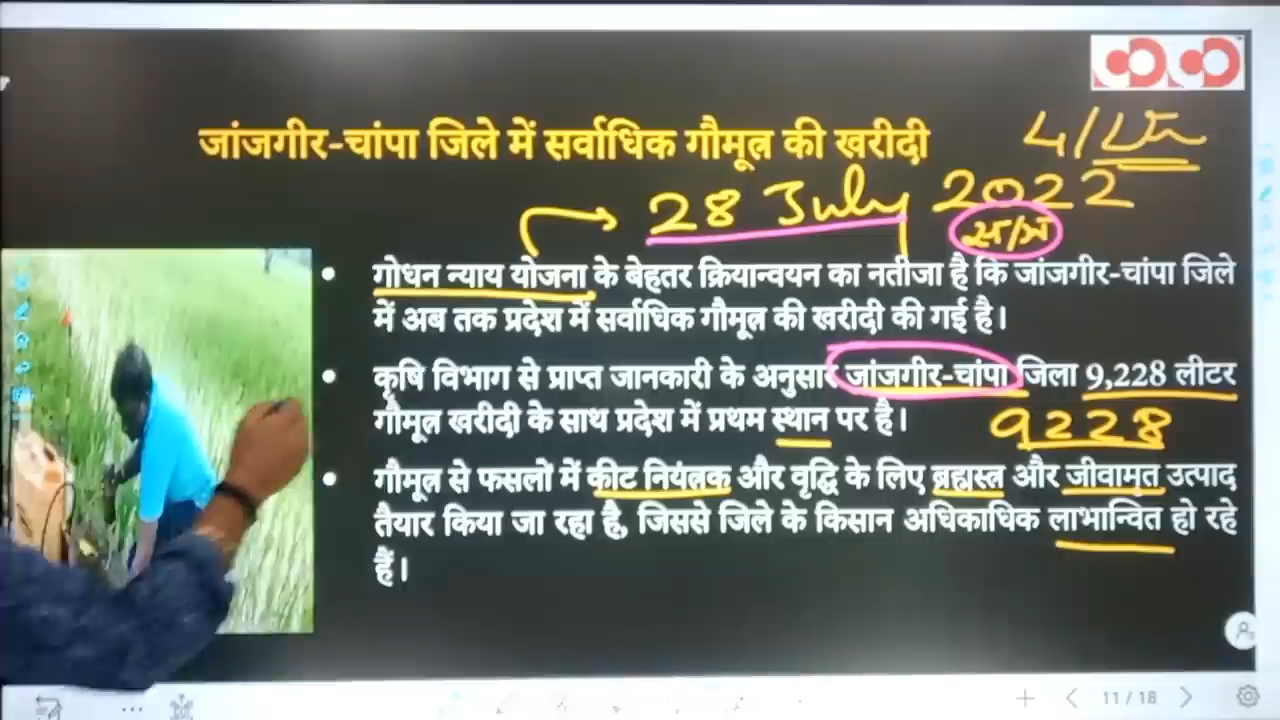 जांजगीर-चांपा जिले में सर्वाधिक गौमूत्र की खरीदी
4/
28 July 2022
गोधन न्याय योजना के बेहतर क्रियान्वयन का नतीजा है कि जांजगीर-चांपा जिले
में अब तक प्रदेश में सर्वाधिक गौमूत्र की खरीदी की गई है।
कृषि विभाग से प्राप्त जानकारी के अनुसार जांजगीर-चांपा जिला 9,228 लीटर
गौमूत्र खरीदी के साथ प्रदेश में प्रथम स्थान पर है।
9228
गौमूत्र से फसलों में कीट नियंत्रक और वृद्धि के लिए ब्रह्मास्त्र और जीवामृत उत्पाद
तैयार किया जा रहा है, जिससे जिले के किसान अधिकाधिक लाभान्वित हो रहे
हैं।
11 / 18